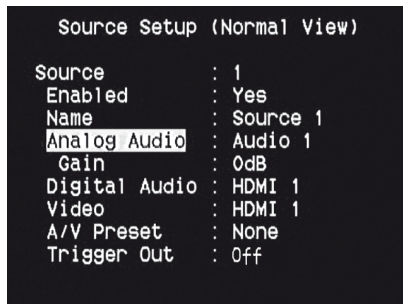 Source Setup (Normal View)
Source : 1
Enabled : Yes
Name : Source 1
Analog Audio : Audio 1
Gain : 0dB
Digital Audio : HDMI 1
Video : HDMI 1
A/V Preset : None
Trigger Out : Off